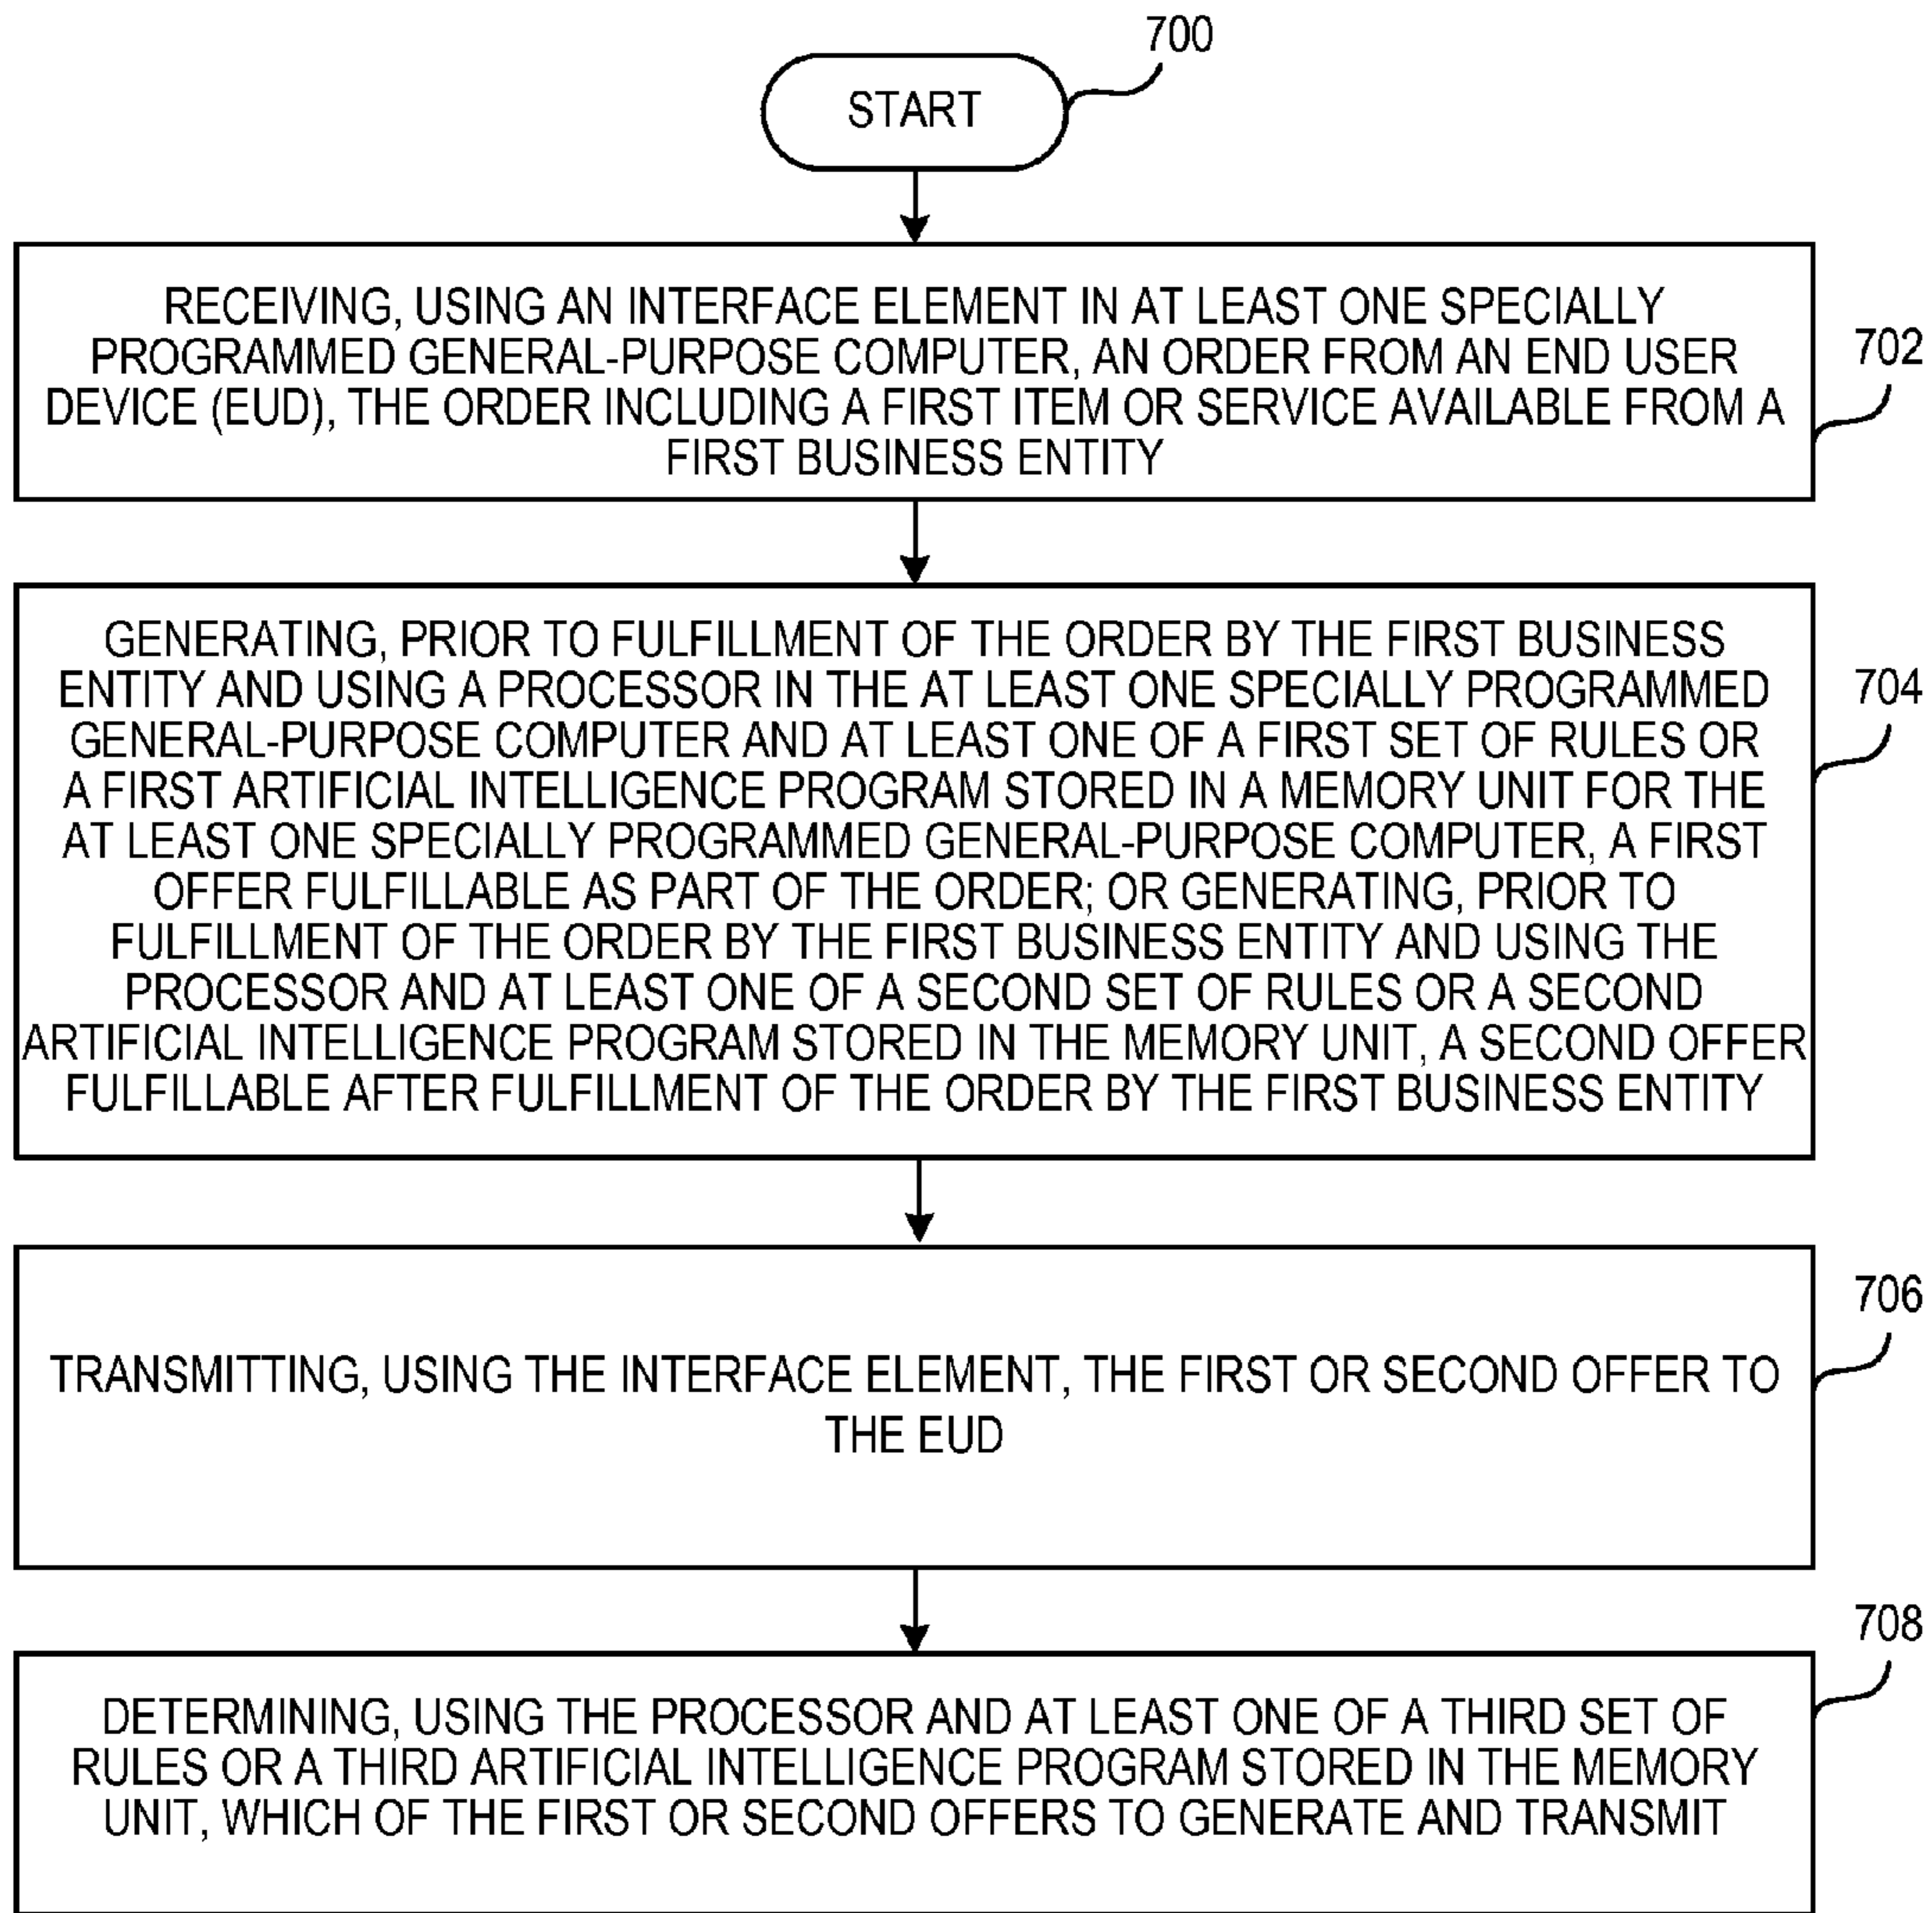 700
START
RECEIVING, USING AN INTERFACE ELEMENT IN AT LEAST ONE SPECIALLY
PROGRAMMED GENERAL-PURPOSE COMPUTER, AN ORDER FROM AN END USER
DEVICE (EUD), THE ORDER INCLUDING A FIRST ITEM OR SERVICE AVAILABLE FROM A
FIRST BUSINESS ENTITY
702
GENERATING, PRIOR TO FULFILLMENT OF THE ORDER BY THE FIRST BUSINESS
ENTITY AND USING A PROCESSOR IN THE AT LEAST ONE SPECIALLY PROGRAMMED
GENERAL-PURPOSE COMPUTER AND AT LEAST ONE OF A FIRST SET OF RULES OR
A FIRST ARTIFICIAL INTELLIGENCE PROGRAM STORED IN A MEMORY UNIT FOR THE
AT LEAST ONE SPECIALLY PROGRAMMED GENERAL-PURPOSE COMPUTER, A FIRST
OFFER FULFILLABLE AS PART OF THE ORDER; OR GENERATING, PRIOR TO
FULFILLMENT OF THE ORDER BY THE FIRST BUSINESS ENTITY AND USING THE
PROCESSOR AND AT LEAST ONE OF A SECOND SET OF RULES OR A SECOND
ARTIFICIAL INTELLIGENCE PROGRAM STORED IN THE MEMORY UNIT, A SECOND OFFER
FULFILLABLE AFTER FULFILLMENT OF THE ORDER BY THE FIRST BUSINESS ENTITY
704
TRANSMITTING, USING THE INTERFACE ELEMENT, THE FIRST OR SECOND OFFER TO
THE EUD
706
DETERMINING, USING THE PROCESSOR AND AT LEAST ONE OF A THIRD SET OF
RULES OR A THIRD ARTIFICIAL INTELLIGENCE PROGRAM STORED IN THE MEMORY
UNIT, WHICH OF THE FIRST OR SECOND OFFERS TO GENERATE AND TRANSMIT
708